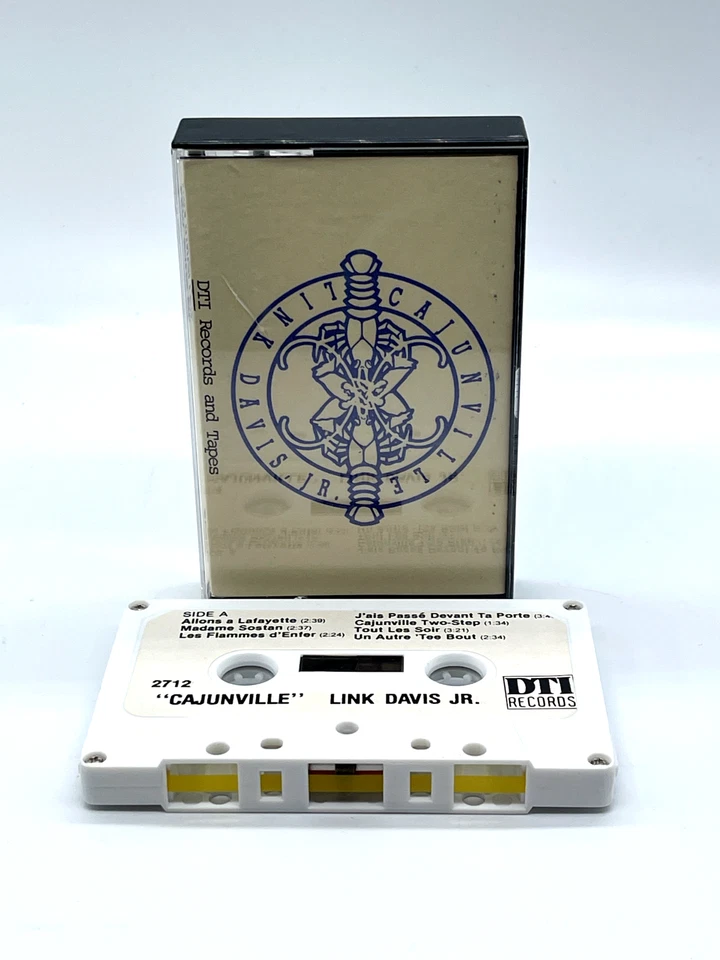 DTI Records and Tapes
CAJUNVILLE
LINK DAVIS JR.
SIDE A
Allons a Lafayette (2:39)
Madame Sostan (2:37)
Les Flammes d'Enfer (2:24)
J'ais Passé Devant Ta Porte
Cajunville Two-Step (1:34)
Tout Les Soir (3:21)
Un Autre 'Tee Bout (2:34)
2712
"CAJUNVILLE" LINK DAVIS JR.
DTI
RECORDS